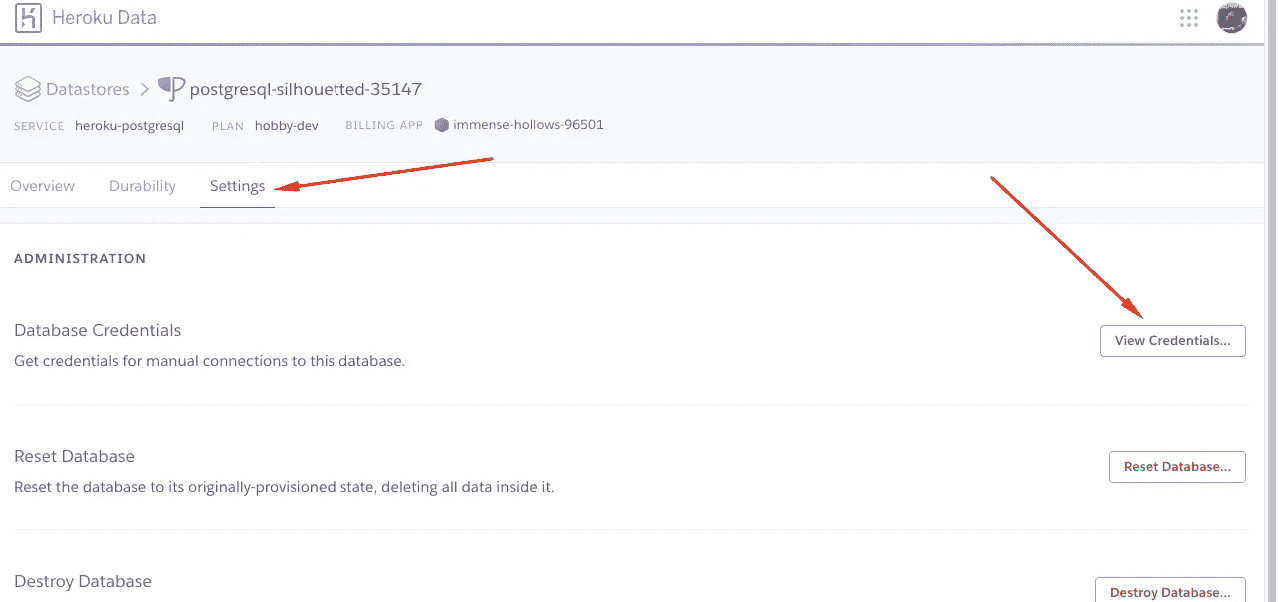 Heroku Data
Datastores > postgresql-silhouetted-35147
SERVICE heroku-postgresql PLAN hobby-dev BILLING APP immense-hollows-96501
Overview Durability Settings
ADMINISTRATION
Database Credentials
Get credentials for manual connections to this database.
View Credentials...
Reset Database
Reset the database to its originally-provisioned state, deleting all data inside it.
Reset Database...
Destroy Database
Destroy Database...